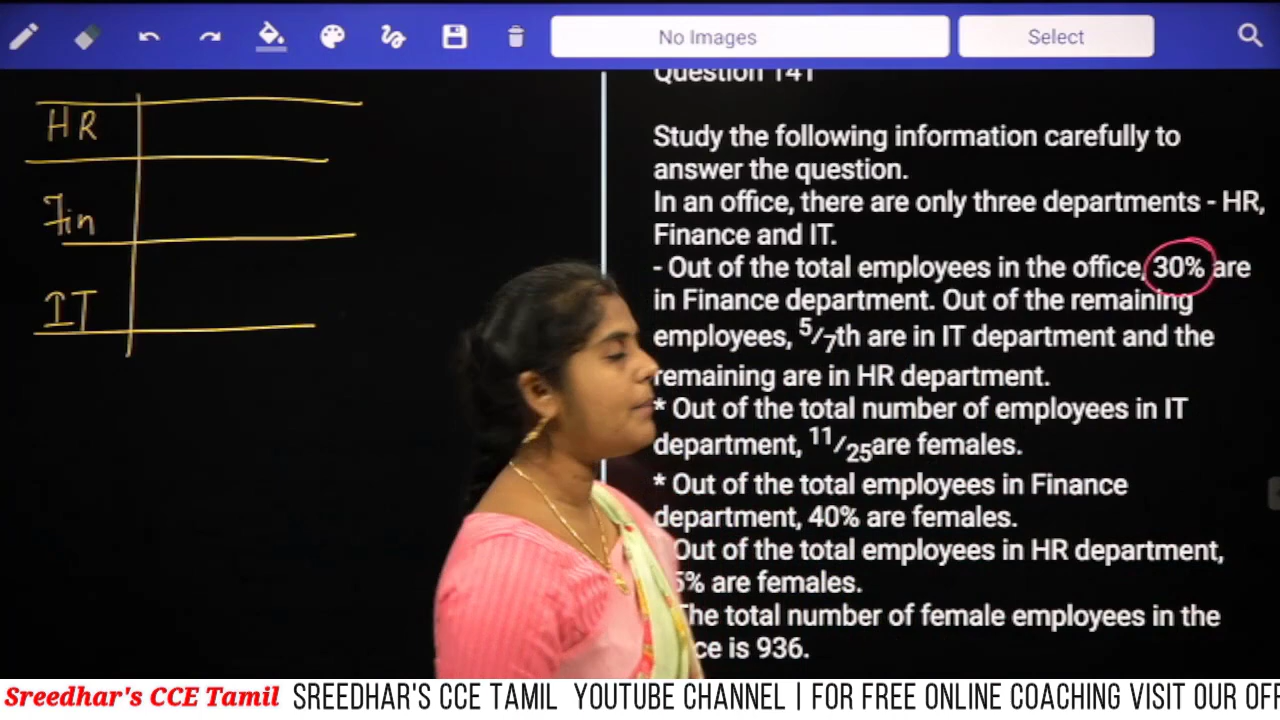 No Images
Select
Question 141
HR
Fin
IT
Study the following information carefully to
answer the question.
In an office, there are only three departments - HR,
Finance and IT.
- Out of the total employees in the office, 30% are
in Finance department. Out of the remaining
employees, 5/7th are in IT department and the
remaining are in HR department.
* Out of the total number of employees in IT
department, 11/25are females.
* Out of the total employees in Finance
department, 40% are females.
Out of the total employees in HR department,
5% are females.
The total number of female employees in the
ce is 936.
Sreedhar's CCE Tamil SREEDHAR'S CCE TAMIL YOUTUBE CHANNEL | FOR FREE ONLINE COACHING VISIT OUR OFF